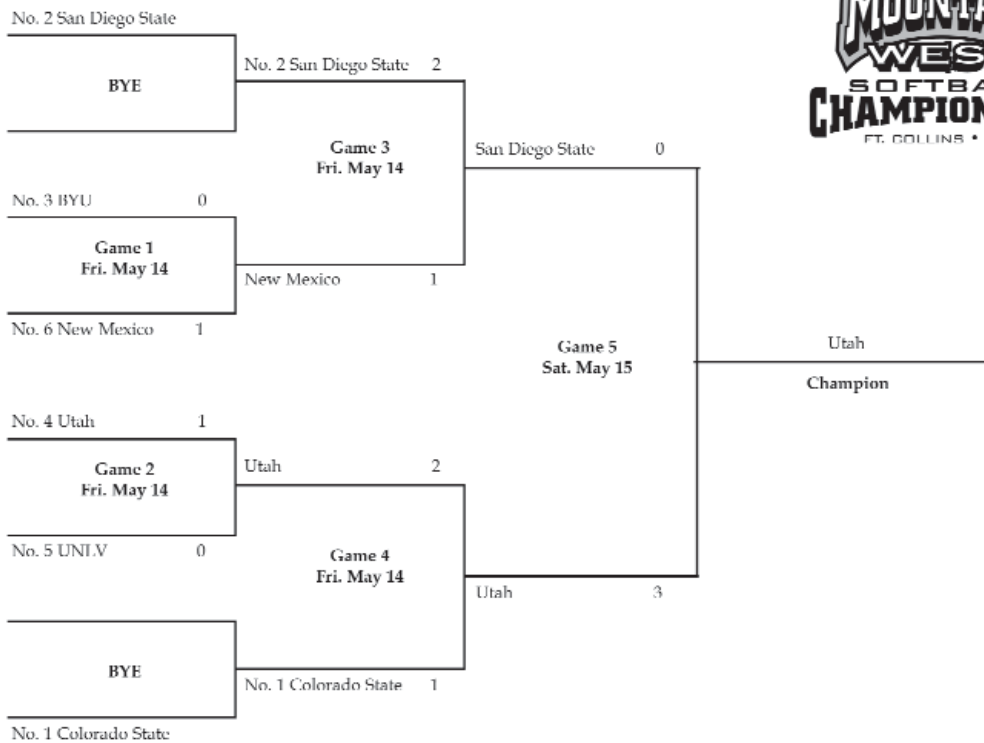 No. 2 San Diego State
BYE
No. 2 San Diego State 2
Game 3
Fri. May 14
San Diego State 0
No. 3 BYU 0
Game 1
Fri. May 14
New Mexico 1
No. 6 New Mexico 1
Game 5
Sat. May 15
Utah
Champion
No. 4 Utah 1
Game 2
Fri. May 14
Utah 2
No. 5 UNLV 0
Game 4
Fri. May 14
Utah 3
BYE
No. 1 Colorado State 1
No. 1 Colorado State
FT. COLLINS •